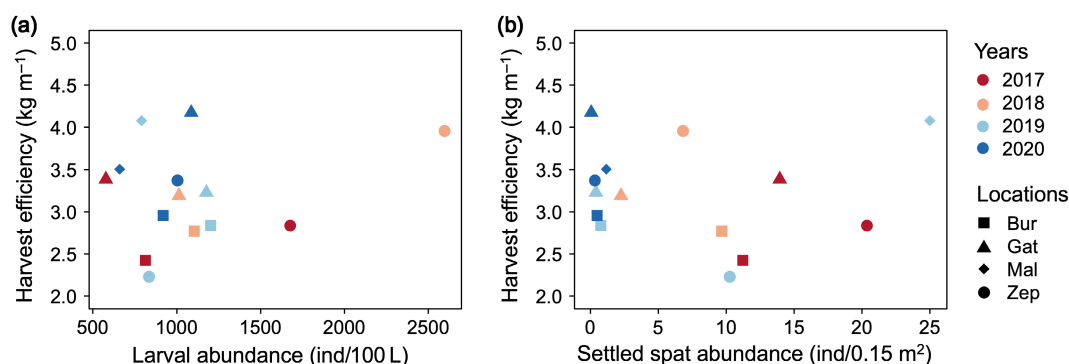 (a)
Harvest efficiency (kg m⁻¹)
5.0
4.5
4.0
3.5
3.0
2.5
2.0
500
1000
1500
2000
2500
Larval abundance (ind/100 L)
(b)
Harvest efficiency (kg m⁻¹)
5.0
4.5
4.0
3.5
3.0
2.5
2.0
0
5
10
15
20
25
Settled spat abundance (ind/0.15 m²)
Years
2017
2018
2019
2020
Locations
Bur
Gat
Mal
Zep